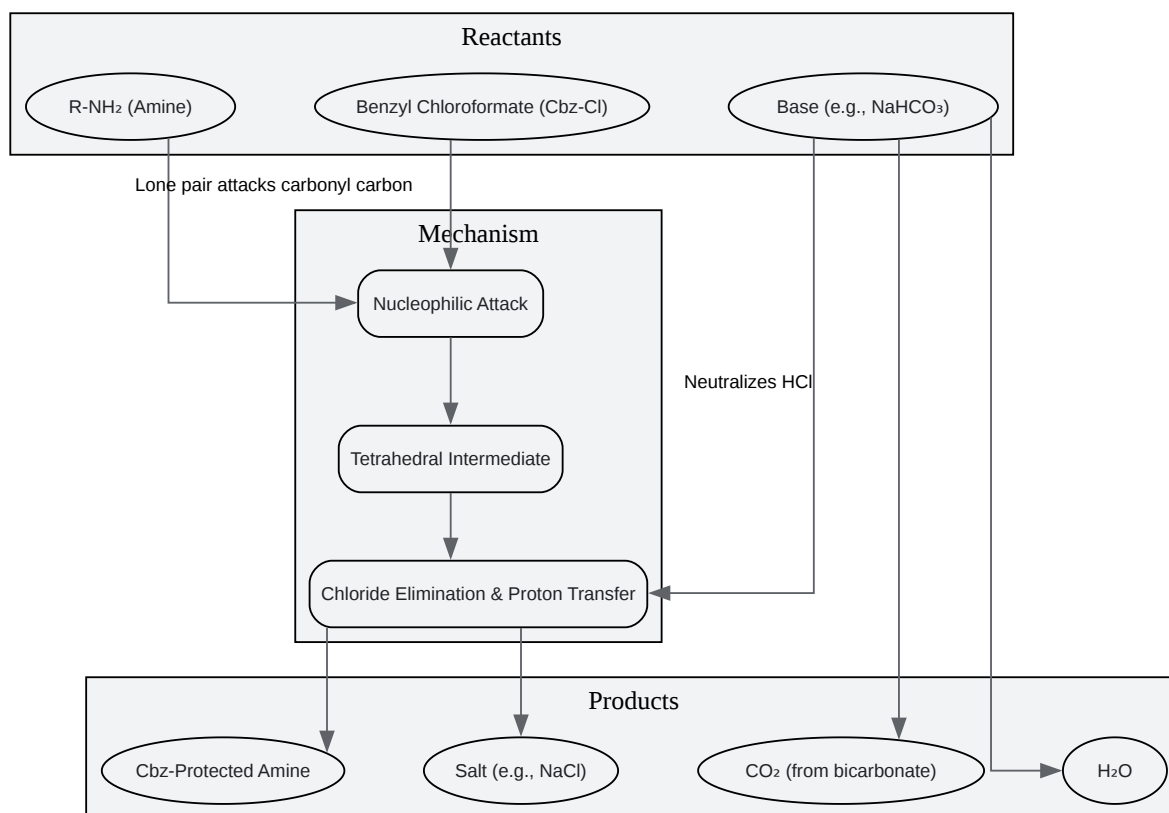 Reactants
R-NH₂ (Amine)
Benzyl Chloroformate (Cbz-Cl)
Base (e.g., NaHCO₃)
Lone pair attacks carbonyl carbon
Mechanism
Nucleophilic Attack
Neutralizes HCl
Tetrahedral Intermediate
Chloride Elimination & Proton Transfer
Products
Cbz-Protected Amine
Salt (e.g., NaCl)
CO₂ (from bicarbonate)
H₂O